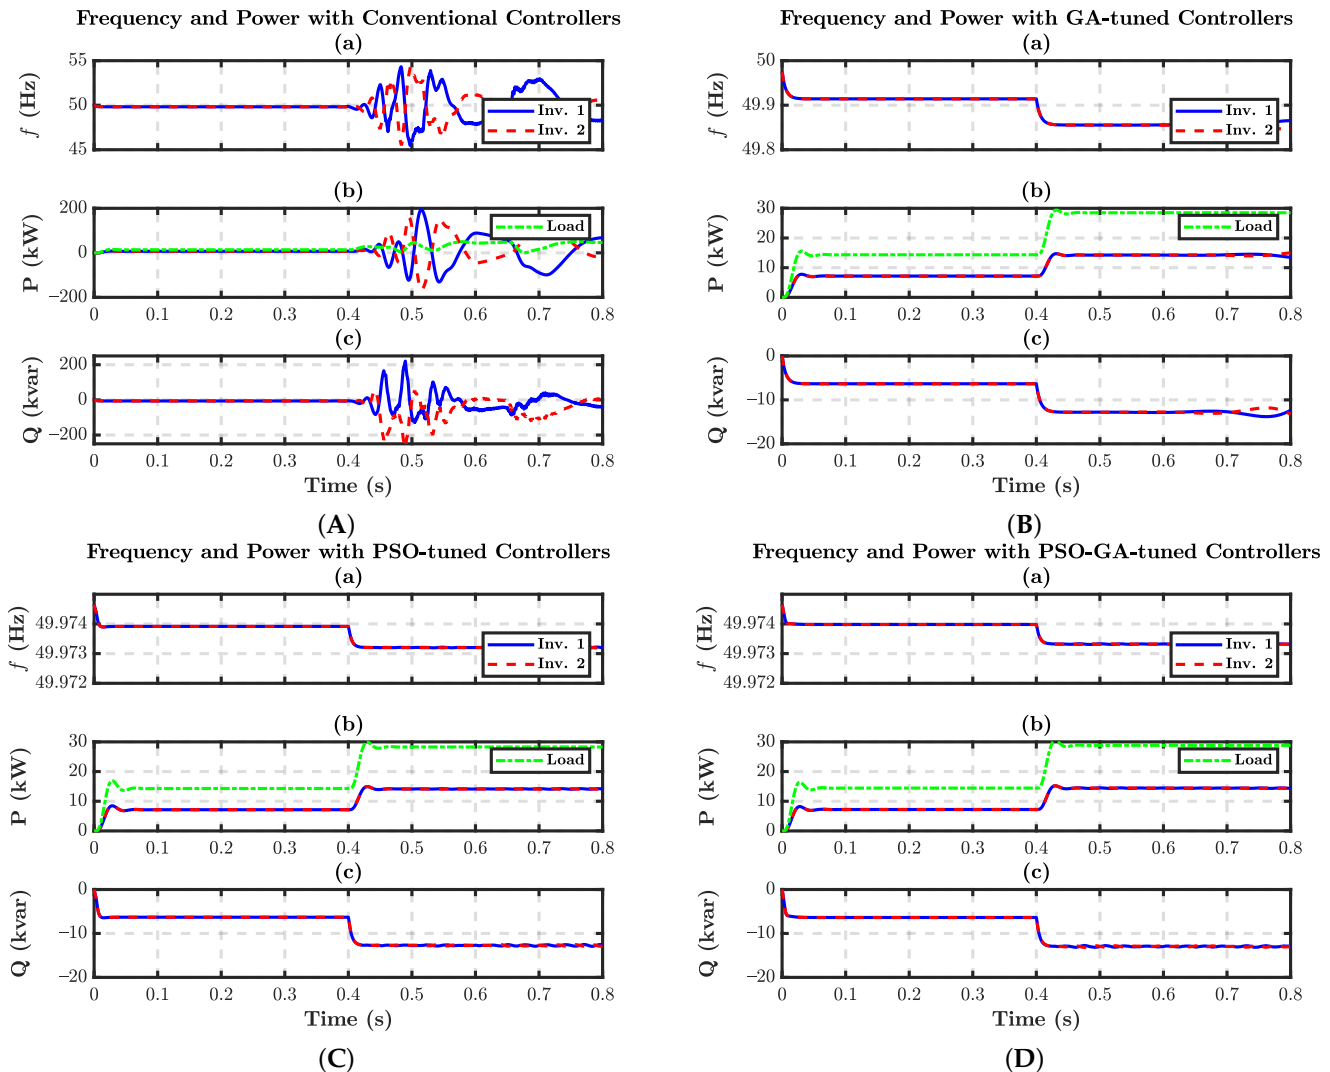 Frequency and Power with Conventional Controllers
(a)
55
50
45
f (Hz)
Inv. 1
Inv. 2
(b)
200
0
−200
P (kW)
Load
0 0.1 0.2 0.3 0.4 0.5 0.6 0.7 0.8
(c)
200
0
−200
Q (kvar)
0 0.1 0.2 0.3 0.4 0.5 0.6 0.7 0.8
Time (s)
(A)
Frequency and Power with GA-tuned Controllers
(a)
50
49.9
49.8
f (Hz)
Inv. 1
Inv. 2
(b)
30
20
10
0
P (kW)
Load
0 0.1 0.2 0.3 0.4 0.5 0.6 0.7 0.8
(c)
0
−10
−20
Q (kvar)
0 0.1 0.2 0.3 0.4 0.5 0.6 0.7 0.8
Time (s)
(B)
Frequency and Power with PSO-tuned Controllers
(a)
49.974
49.973
49.972
f (Hz)
Inv. 1
Inv. 2
(b)
30
20
10
0
P (kW)
Load
0 0.1 0.2 0.3 0.4 0.5 0.6 0.7 0.8
(c)
0
−10
−20
Q (kvar)
0 0.1 0.2 0.3 0.4 0.5 0.6 0.7 0.8
Time (s)
(C)
Frequency and Power with PSO-GA-tuned Controllers
(a)
49.974
49.973
49.972
f (Hz)
Inv. 1
Inv. 2
(b)
30
20
10
0
P (kW)
Load
0 0.1 0.2 0.3 0.4 0.5 0.6 0.7 0.8
(c)
0
−10
−20
Q (kvar)
0 0.1 0.2 0.3 0.4 0.5 0.6 0.7 0.8
Time (s)
(D)